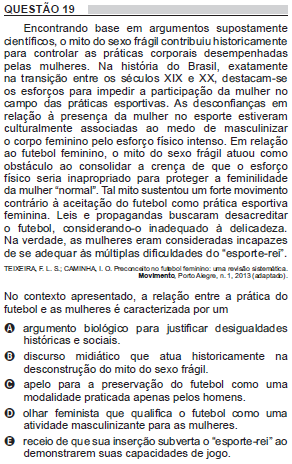 QUESTÃO 19
Encontrando base em argumentos supostamente
científicos, o mito do sexo frágil contribuiu historicamente
para controlar as práticas corporais desempenhadas
pelas mulheres. Na história do Brasil, exatamente
na transição entre os séculos XIX e XX, destacam-se
os esforços para impedir a participação da mulher no
campo das práticas esportivas. As desconfianças em
relação à presença da mulher no esporte estiveram
culturalmente associadas ao medo de masculinizar
o corpo feminino pelo esforço físico intenso. Em relação
ao futebol feminino, o mito do sexo frágil atuou como
obstáculo ao consolidar a crença de que o esforço
físico seria inapropriado para proteger a feminilidade
da mulher “normal”. Tal mito sustentou um forte movimento
contrário à aceitação do futebol como prática esportiva
feminina. Leis e propagandas buscaram desacreditar
o futebol, considerando-o inadequado à delicadeza.
Na verdade, as mulheres eram consideradas incapazes
de se adequar às múltiplas dificuldades do “esporte-rei”.
TEIXEIRA, F. L. S.; CAMINHA, I. O. Preconceito no futebol feminino: uma revisão sistemática.
Movimento, Porto Alegre, n. 1, 2013 (adaptado).
No contexto apresentado, a relação entre a prática do
futebol e as mulheres é caracterizada por um
A argumento biológico para justificar desigualdades
históricas e sociais.
B discurso midiático que atua historicamente na
desconstrução do mito do sexo frágil.
C apelo para a preservação do futebol como uma
modalidade praticada apenas pelos homens.
D olhar feminista que qualifica o futebol como uma
atividade masculinizante para as mulheres.
E receio de que sua inserção subverta o “esporte-rei” ao
demonstrarem suas capacidades de jogo.